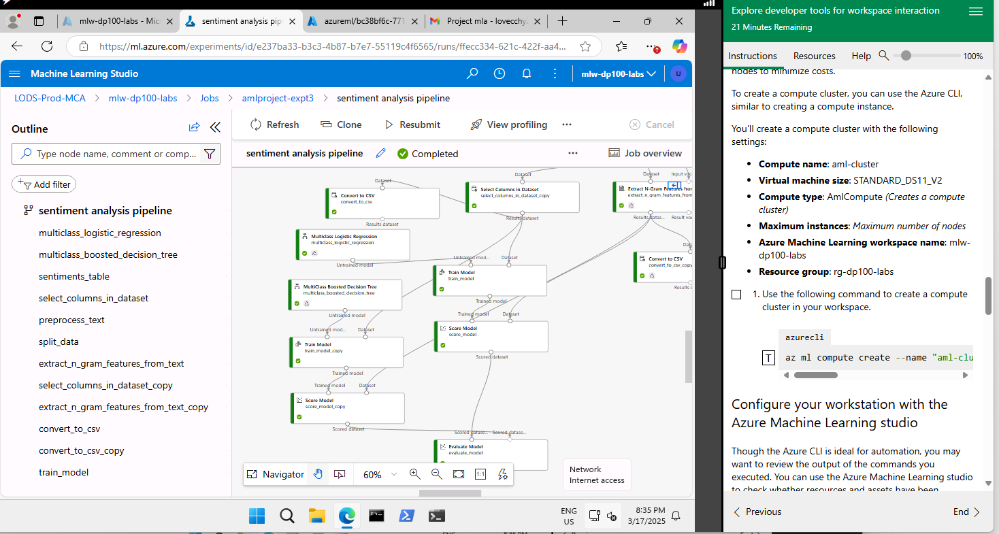 mlw-dp100-labs - Mic
sentiment analysis pip
azureml/bc38bf6c-771
Project mla - lovecchy
https://ml.azure.com/experiments/id/e237ba33-b3c3-4b87-b7e7-55119c4f6565/runs/ffecc334-621c-422f-aa4...
Machine Learning Studio
mlw-dp100-labs
U
LODS-Prod-MCA
mlw-dp100-labs
Jobs
amlproject-expt3
sentiment analysis pipeline
Outline
Type node name, comment or comp...
Add filter
sentiment analysis pipeline
multiclass_logistic_regression
multiclass_boosted_decision_tree
sentiments_table
select_columns_in_dataset
preprocess_text
split_data
extract_n_gram_features_from_text
select_columns_in_dataset_copy
extract_n_gram_features_from_text_copy
convert_to_csv
convert_to_csv_copy
train_model
Refresh
Clone
Resubmit
View profiling
Cancel
sentiment analysis pipeline
Completed
Job overview
Dataset
Dataset
Dataset
Input voc
Convert to CSV
convert_to_csv
Results dataset
Select Columns in Dataset
select_columns_in_dataset_copy
Results dataset
Extract N-Gram Features from
extract_n_gram_features_from
Results datas...
Result voc
Multiclass Logistic Regression
multiclass_logistic_regression
Untrained model
Untrained mod...
Dataset
Train Model
train_model
Trained model
Data
Convert to CSV
convert_to_csv_copy
Results c
MultiClass Boosted Decision Tree
multiclass_boosted_decision_tree
Untrained model
Trained model
Dataset
Score Model
score_model
Scored dataset
Untrained mod...
Dataset
Train Model
train_model_copy
Trained model
Trained model
Dataset
Score Model
score_model_copy
Scored dataset
Scored datase...
Scored datase...
Evaluate Model
evaluate_model
Navigator
60%
1:1
Network
Internet access
ENG
US
8:35 PM
3/17/2025
Explore developer tools for workspace interaction
21 Minutes Remaining
Instructions
Resources
Help
100%
nodes to minimize costs.
To create a compute cluster, you can use the Azure CLI,
similar to creating a compute instance.
You'll create a compute cluster with the following
settings:
• Compute name: aml-cluster
• Virtual machine size: STANDARD_DS11_V2
• Compute type: AmlCompute (Creates a compute
cluster)
• Maximum instances: Maximum number of nodes
• Azure Machine Learning workspace name: mlw-
dp100-labs
• Resource group: rg-dp100-labs
1. Use the following command to create a compute
cluster in your workspace.
azurecli
T
az ml compute create --name "aml-clu
Configure your workstation with the
Azure Machine Learning studio
Though the Azure CLI is ideal for automation, you may
want to review the output of the commands you
executed. You can use the Azure Machine Learning studio
to check whether resources and assets have been
Previous
End